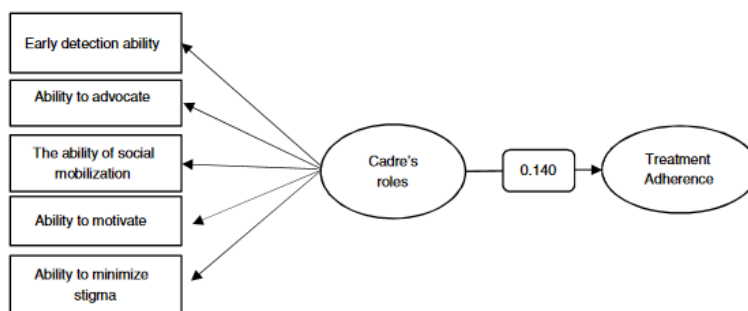 Early detection ability
Ability to advocate
The ability of social
mobilization
Ability to motivate
Ability to minimize
stigma
Cadre's
roles
0.140
Treatment
Adherence